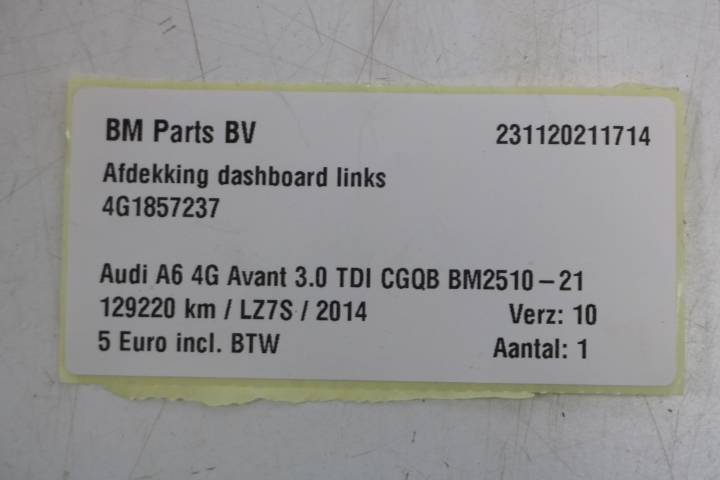 BM Parts BV 231120211714
Afdekking dashboard links
4G1857237
Audi A6 4G Avant 3.0 TDI CGQB BM2510-21
129220 km / LZ7S / 2014 Verz: 10
5 Euro incl. BTW Aantal: 1